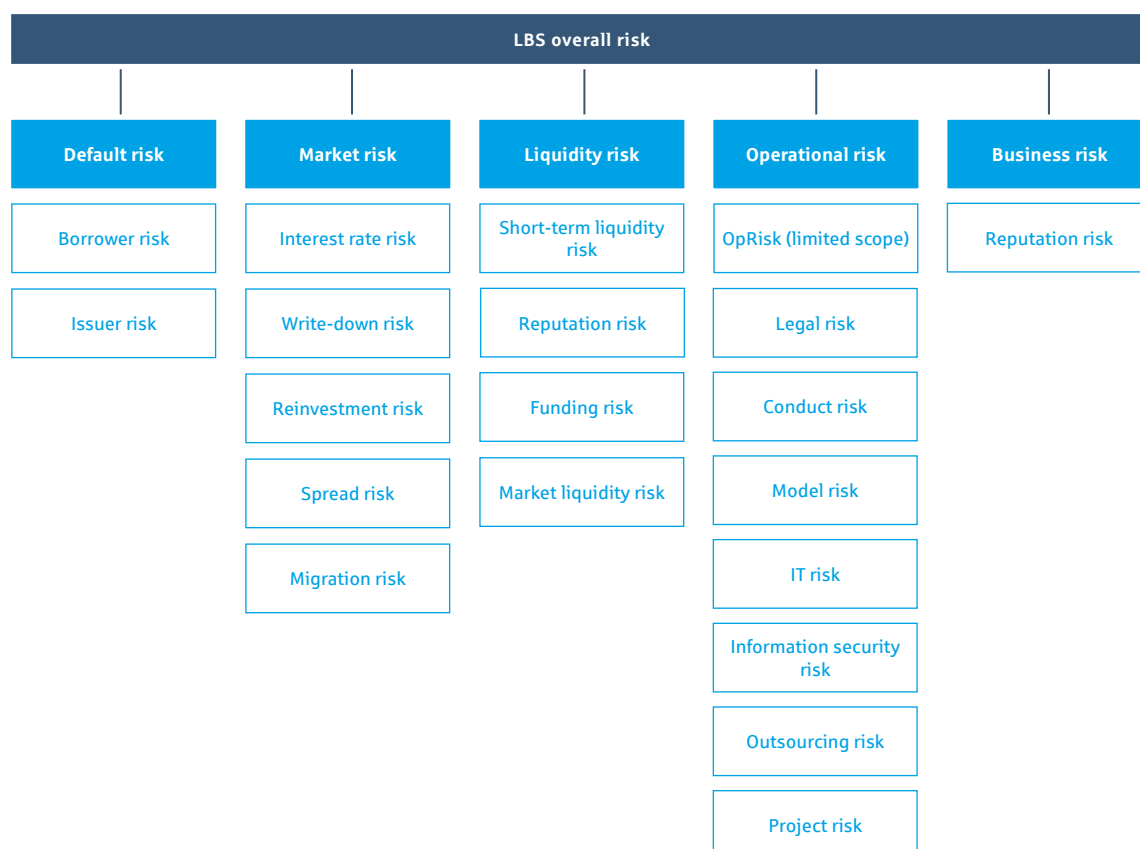 LBS overall risk
Default risk
Market risk
Liquidity risk
Operational risk
Business risk
Borrower risk
Issuer risk
Interest rate risk
Write-down risk
Reinvestment risk
Spread risk
Migration risk
Short-term liquidity
risk
Reputation risk
Funding risk
Market liquidity risk
OpRisk (limited scope)
Legal risk
Conduct risk
Model risk
IT risk
Information security
risk
Outsourcing risk
Project risk
Reputation risk